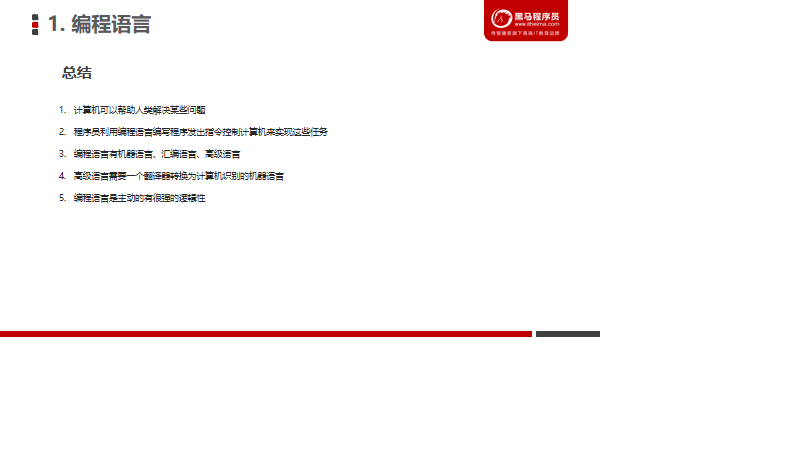 1. 编程语言
黑马程序员
www.itheima.com
传智播客旗下高端IT教育品牌
总结
1. 计算机可以帮助人类解决某些问题
2. 程序员利用编程语言编写程序发出指令控制计算机来实现这些任务
3. 编程语言有机器语言、汇编语言、高级语言
4. 高级语言需要一个翻译器转换为计算机识别的机器语言
5. 编程语言是主动的有很强的逻辑性